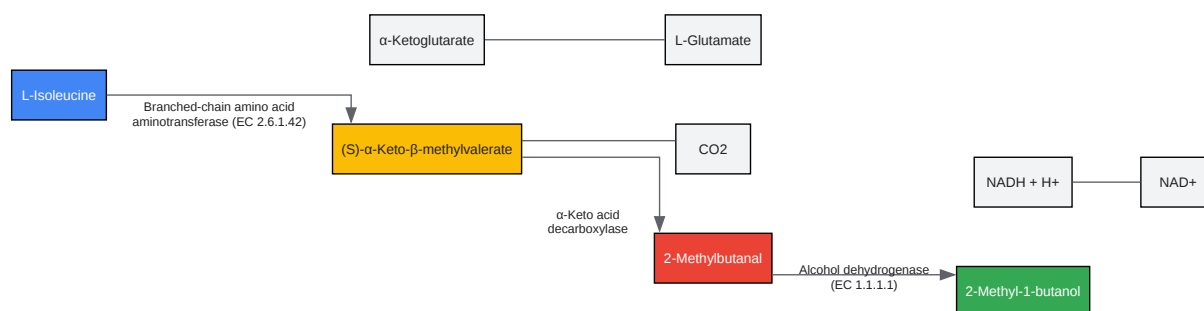 α-Ketoglutarate
L-Glutamate
L-Isoleucine
Branched-chain amino acid
aminotransferase (EC 2.6.1.42)
(S)-α-Keto-β-methylvalerate
CO2
NADH + H+
NAD+
α-Keto acid
decarboxylase
2-Methylbutanal
Alcohol dehydrogenase
(EC 1.1.1.1)
2-Methyl-1-butanol